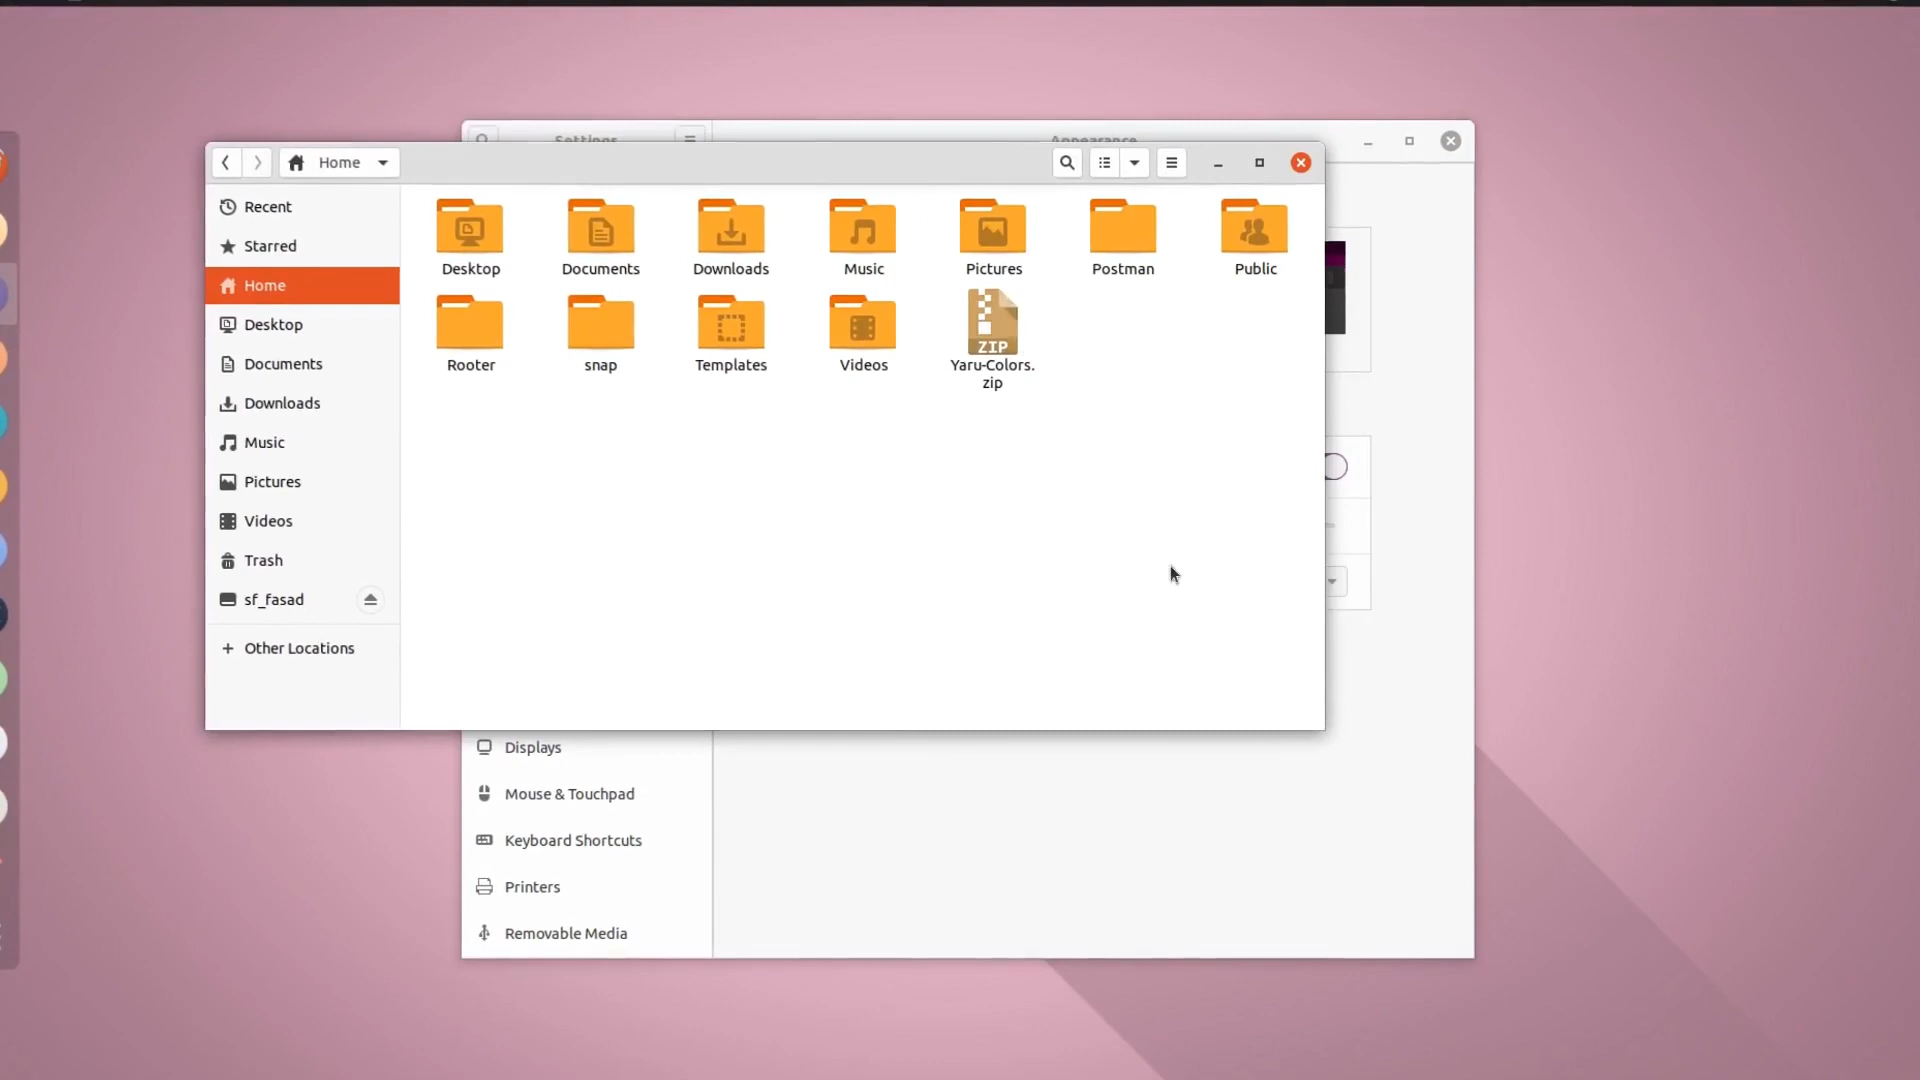 Settings
Appearance
Home
Recent
Starred
Home
Desktop
Documents
Downloads
Music
Pictures
Videos
Trash
sf_fasad
Other Locations
Desktop
Documents
Downloads
Music
Pictures
Postman
Public
Rooter
snap
Templates
Videos
ZIP
Yaru-Colors.
zip
Displays
Mouse & Touchpad
Keyboard Shortcuts
Printers
Removable Media